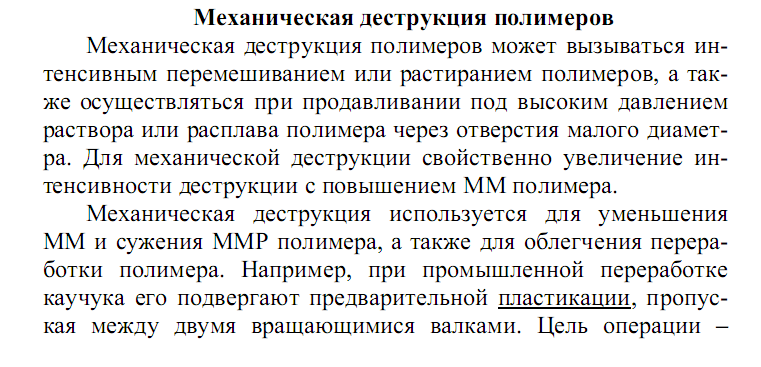 Механическая деструкция полимеров
Механическая деструкция полимеров может вызываться ин-
тенсивным перемешиванием или растиранием полимеров, а так-
же осуществляться при продавливании под высоким давлением
раствора или расплава полимера через отверстия малого диамет-
ра. Для механической деструкции свойственно увеличение ин-
тенсивности деструкции с повышением ММ полимера.
Механическая деструкция используется для уменьшения
ММ и сужения ММР полимера, а также для облегчения перера-
ботки полимера. Например, при промышленной переработке
каучука его подвергают предварительной пластикации, пропус-
кая между двумя вращающимися валками. Цель операции –